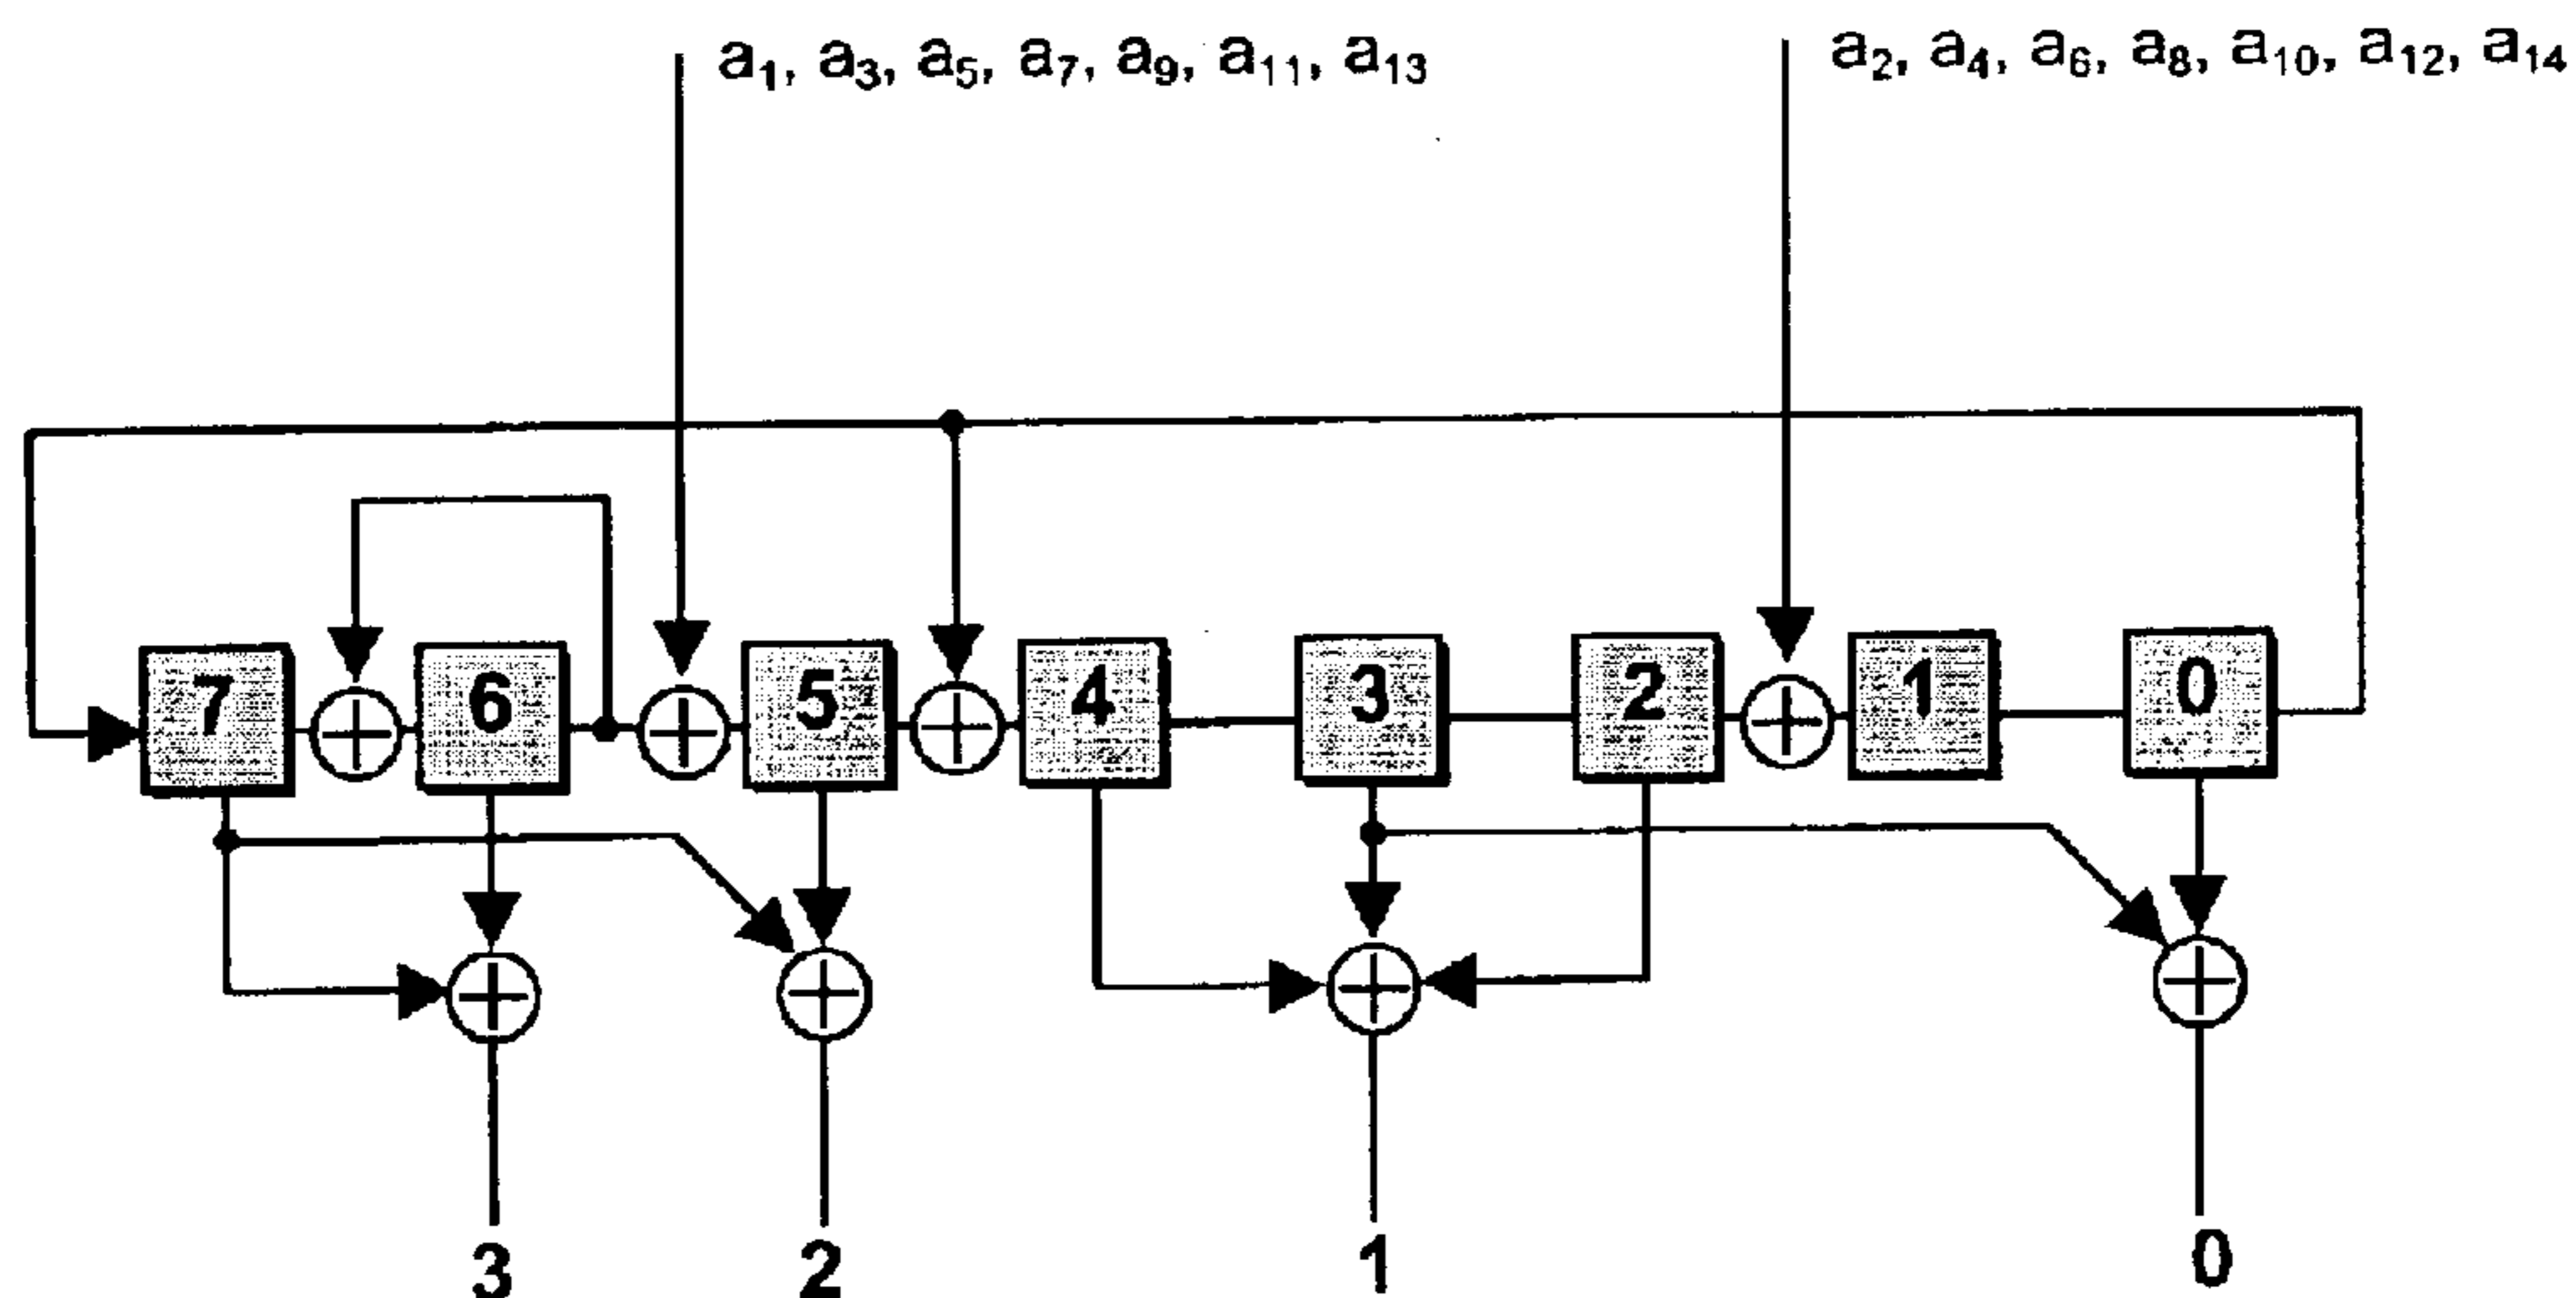 a₁, a₃, a₅, a₇, a₉, a₁₁, a₁₃
a₂, a₄, a₆, a₈, a₁₀, a₁₂, a₁₄
7 6 5 4 3 2 1 0
3 2 1 0